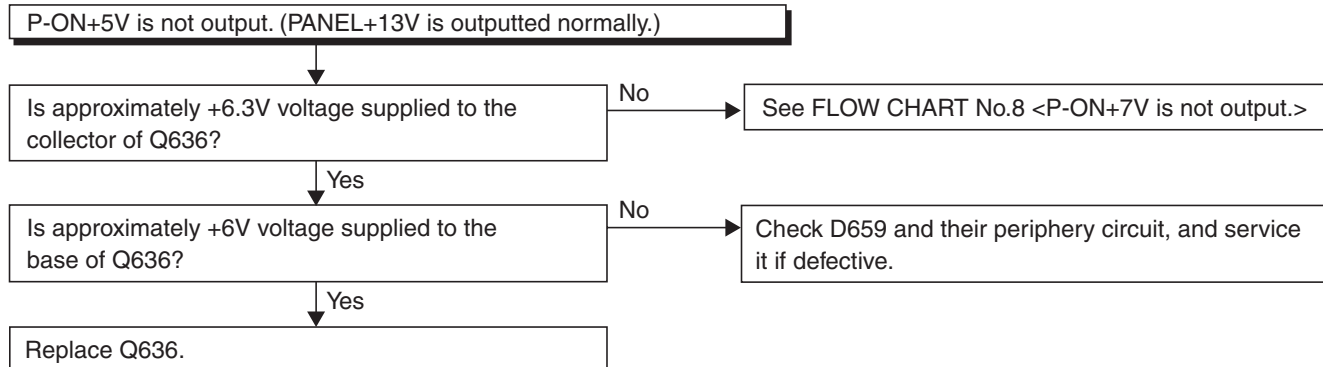 P-ON+5V is not output. (PANEL+13V is outputted normally.)
Is approximately +6.3V voltage supplied to the
collector of Q636?
No
See FLOW CHART No.8 <P-ON+7V is not output.>
Yes
Is approximately +6V voltage supplied to the
base of Q636?
No
Check D659 and their periphery circuit, and service
it if defective.
Yes
Replace Q636.